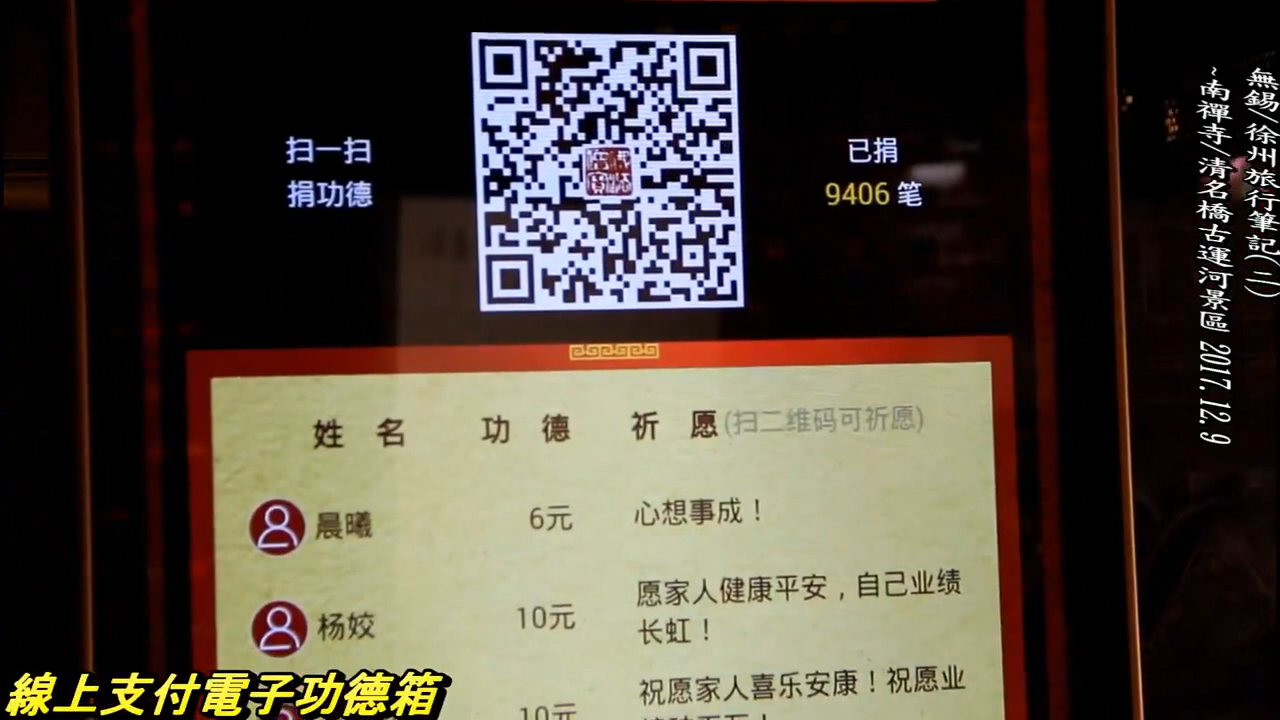 扫一扫
捐功德
已捐
9406 笔
無錫/徐州旅行筆記(二)
~南禪寺/清名橋古運河景區 2017.12.9
姓 名 功 德 祈 愿 (扫二维码可祈愿)
晨曦 6元 心想事成！
杨姣 10元 愿家人健康平安，自己业绩
长虹！
10元 祝愿家人喜乐安康！祝愿业
線上支付電子功德箱